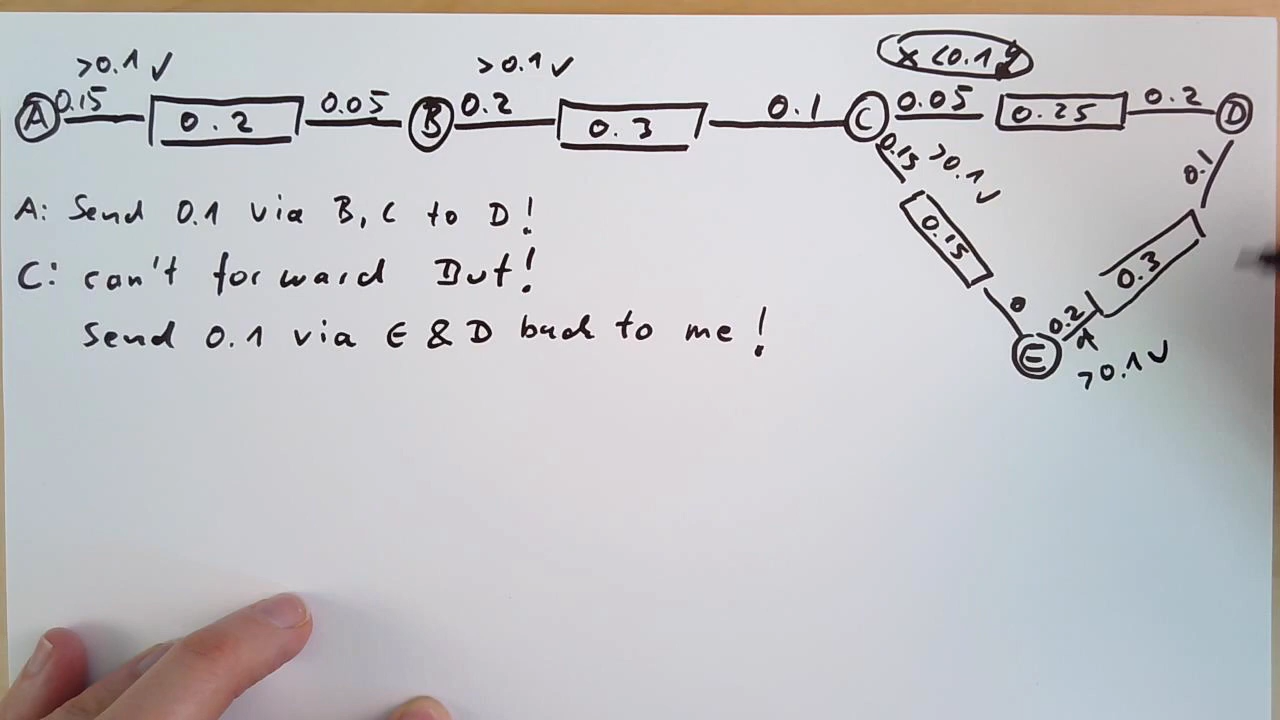 >0.1 ✓ >0.1 ✓ x <0.1 
A 0.15 0.2 0.05 B 0.2 0.3 0.1 C 0.05 0.25 0.2 D
0.15 >0.1 ✓ 0.1
A: Send 0.1 via B, C to D!
0.15 0.3
C: can't forward But!
0 0.2
Send 0.1 via E & D back to me!
E >0.1 ✓